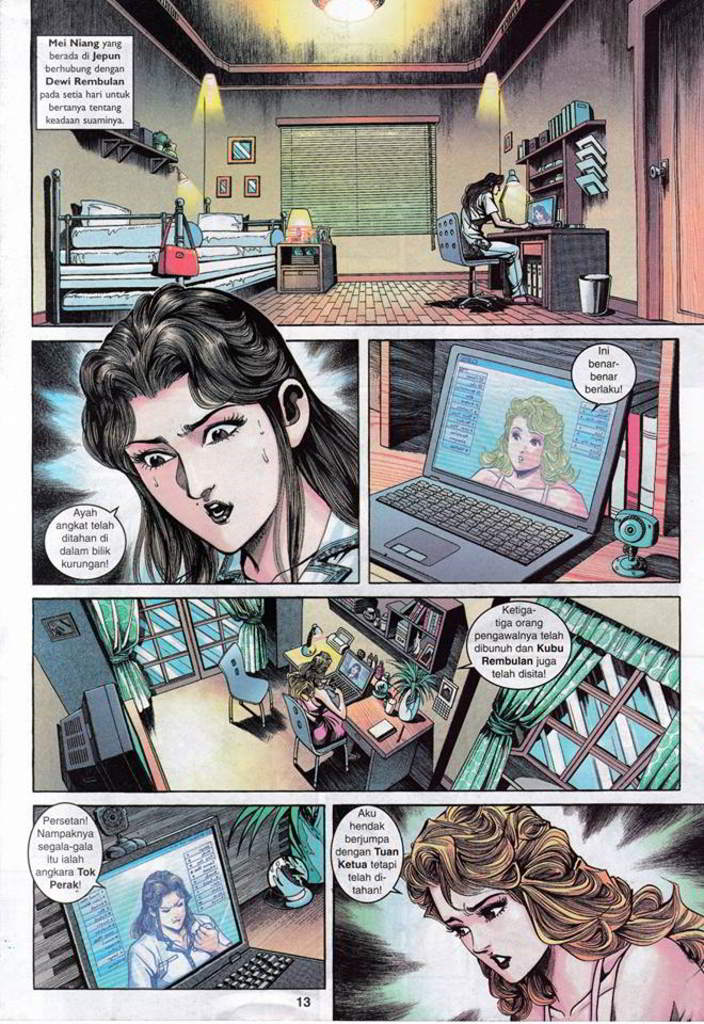 Mei Niang yang
berada di Jepun
berhubung dengan
Dewi Rembulan
pada setia hari untuk
bertanya tentang
keadaan suaminya.
Ayah
angkat telah
ditahan di
dalam bilik
kurungan!
Ini
benar-
benar
berlaku!
Ketiga-
tiga orang
pengawalnya telah
dibunuh dan Kubu
Rembulan juga
telah disita!
Persetan!
Nampaknya
segala-gala
itu ialah
angkara Tok
Perak!
Aku
hendak
berjumpa
dengan Tuan
Ketua tetapi
telah di-
tahan!
13